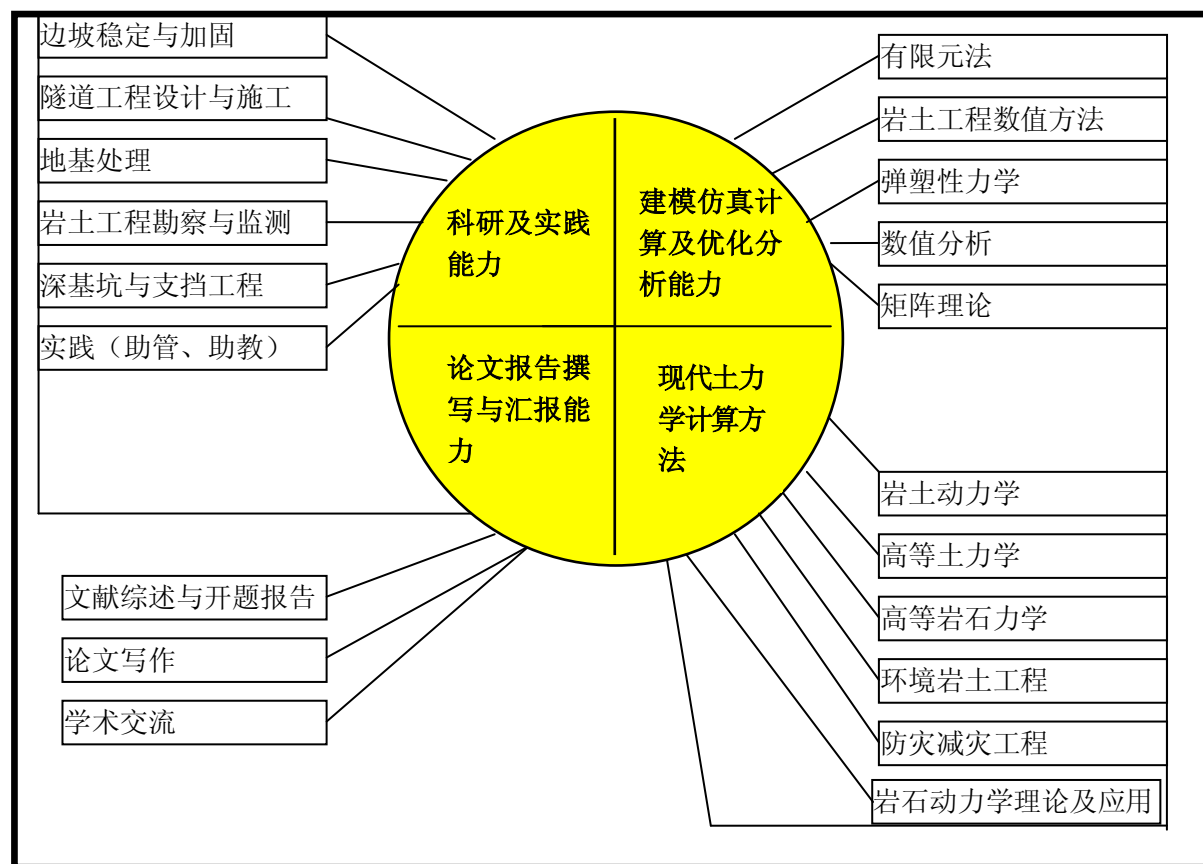 边坡稳定与加固
隧道工程设计与施工
地基处理
岩土工程勘察与监测
深基坑与支挡工程
实践（助管、助教）
科研及实践
能力
建模仿真计
算及优化分
析能力
论文报告撰
写与汇报能
力
现代土力
学计算方
法
有限元法
岩土工程数值方法
弹塑性力学
数值分析
矩阵理论
岩土动力学
高等土力学
高等岩石力学
环境岩土工程
防灾减灾工程
岩石动力学理论及应用
文献综述与开题报告
论文写作
学术交流